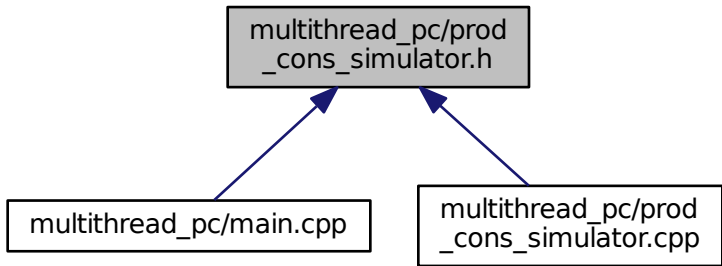 multithread_pc/prod
_cons_simulator.h
multithread_pc/main.cpp
multithread_pc/prod
_cons_simulator.cpp